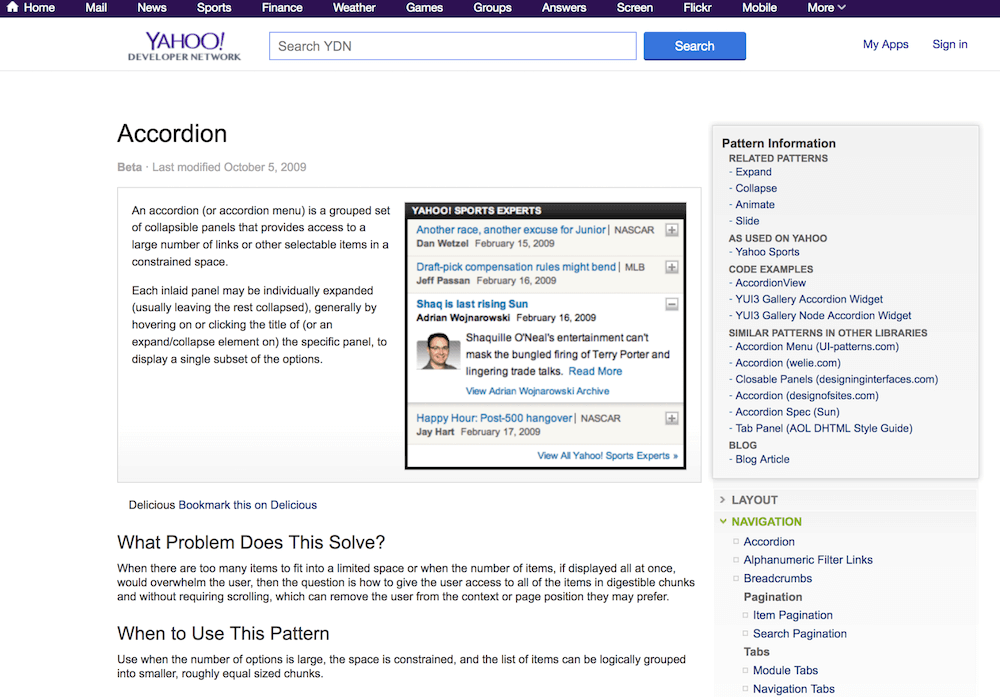 Home Mail News Sports Finance Weather Games Groups Answers Screen Flickr Mobile More
YAHOO!
DEVELOPER NETWORK
Search YDN
Search
My Apps Sign in
Accordion
Beta · Last modified October 5, 2009
An accordion (or accordion menu) is a grouped set
of collapsible panels that provides access to a
large number of links or other selectable items in a
constrained space.
Each inlaid panel may be individually expanded
(usually leaving the rest collapsed), generally by
hovering on or clicking the title of (or an
expand/collapse element on) the specific panel, to
display a single subset of the options.
YAHOO! SPORTS EXPERTS
Another race, another excuse for Junior | NASCAR
Dan Wetzel February 15, 2009
Draft-pick compensation rules might bend | MLB
Jeff Passan February 16, 2009
Shaq is last rising Sun
Adrian Wojnarowski February 16, 2009
Shaquille O'Neal's entertainment can't
mask the bungled firing of Terry Porter and
lingering trade talks. Read More
View Adrian Wojnarowski Archive
Happy Hour: Post-500 hangover | NASCAR
Jay Hart February 17, 2009
View All Yahoo! Sports Experts »
Delicious Bookmark this on Delicious
What Problem Does This Solve?
When there are too many items to fit into a limited space or when the number of items, if displayed all at once,
would overwhelm the user, then the question is how to give the user access to all of the items in digestible chunks
and without requiring scrolling, which can remove the user from the context or page position they may prefer.
When to Use This Pattern
Use when the number of options is large, the space is constrained, and the list of items can be logically grouped
into smaller, roughly equal sized chunks.
Pattern Information
RELATED PATTERNS
- Expand
- Collapse
- Animate
- Slide
AS USED ON YAHOO
- Yahoo Sports
CODE EXAMPLES
- AccordionView
- YUI3 Gallery Accordion Widget
- YUI3 Gallery Node Accordion Widget
SIMILAR PATTERNS IN OTHER LIBRARIES
- Accordion Menu (UI-patterns.com)
- Accordion (welie.com)
- Closable Panels (designinginterfaces.com)
- Accordion (designofsites.com)
- Accordion Spec (Sun)
- Tab Panel (AOL DHTML Style Guide)
BLOG
- Blog Article
LAYOUT
NAVIGATION
Accordion
Alphanumeric Filter Links
Breadcrumbs
Pagination
Item Pagination
Search Pagination
Tabs
Module Tabs
Navigation Tabs